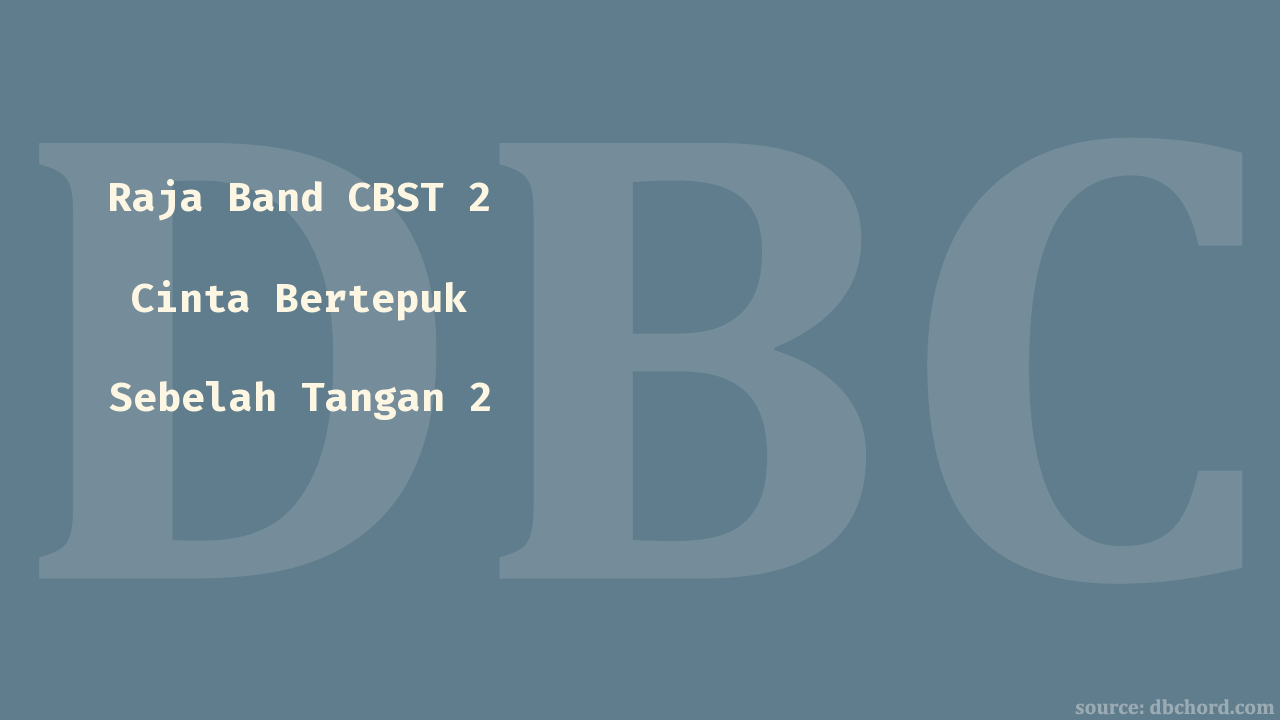 DBC
Raja Band CBST 2
Cinta Bertepuk
Sebelah Tangan 2
source: dbchord.com